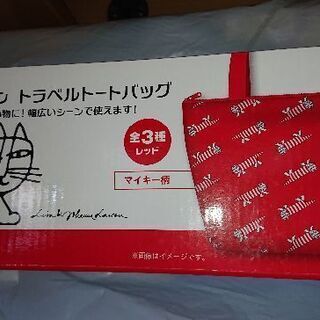 ン トラベルトートバッグ
物に！幅広いシーンで使えます！
全3種
レッド
マイキー柄
※画像はイメージです。